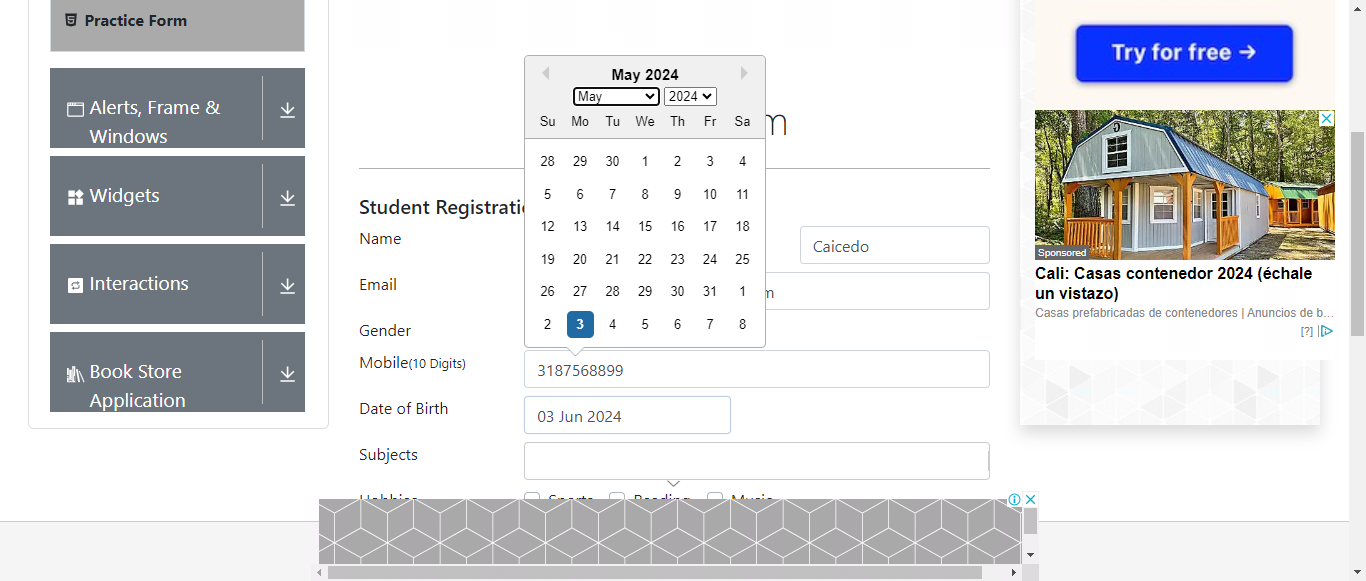 Practice Form
Alerts, Frame &
Windows
Widgets
Interactions
Book Store
Application
May 2024
May 2024
Su Mo Tu We Th Fr Sa
28 29 30 1 2 3 4
5 6 7 8 9 10 11
12 13 14 15 16 17 18
19 20 21 22 23 24 25
26 27 28 29 30 31 1
2 3 4 5 6 7 8
m
Student Registrati
Name
Caicedo
Email
m
Gender
Mobile(10 Digits)
3187568899
Date of Birth
03 Jun 2024
Subjects
Hobbies
Sports Reading Music
Try for free →
Sponsored
Cali: Casas contenedor 2024 (échale
un vistazo)
Casas prefabricadas de contenedores | Anuncios de b...
[?]